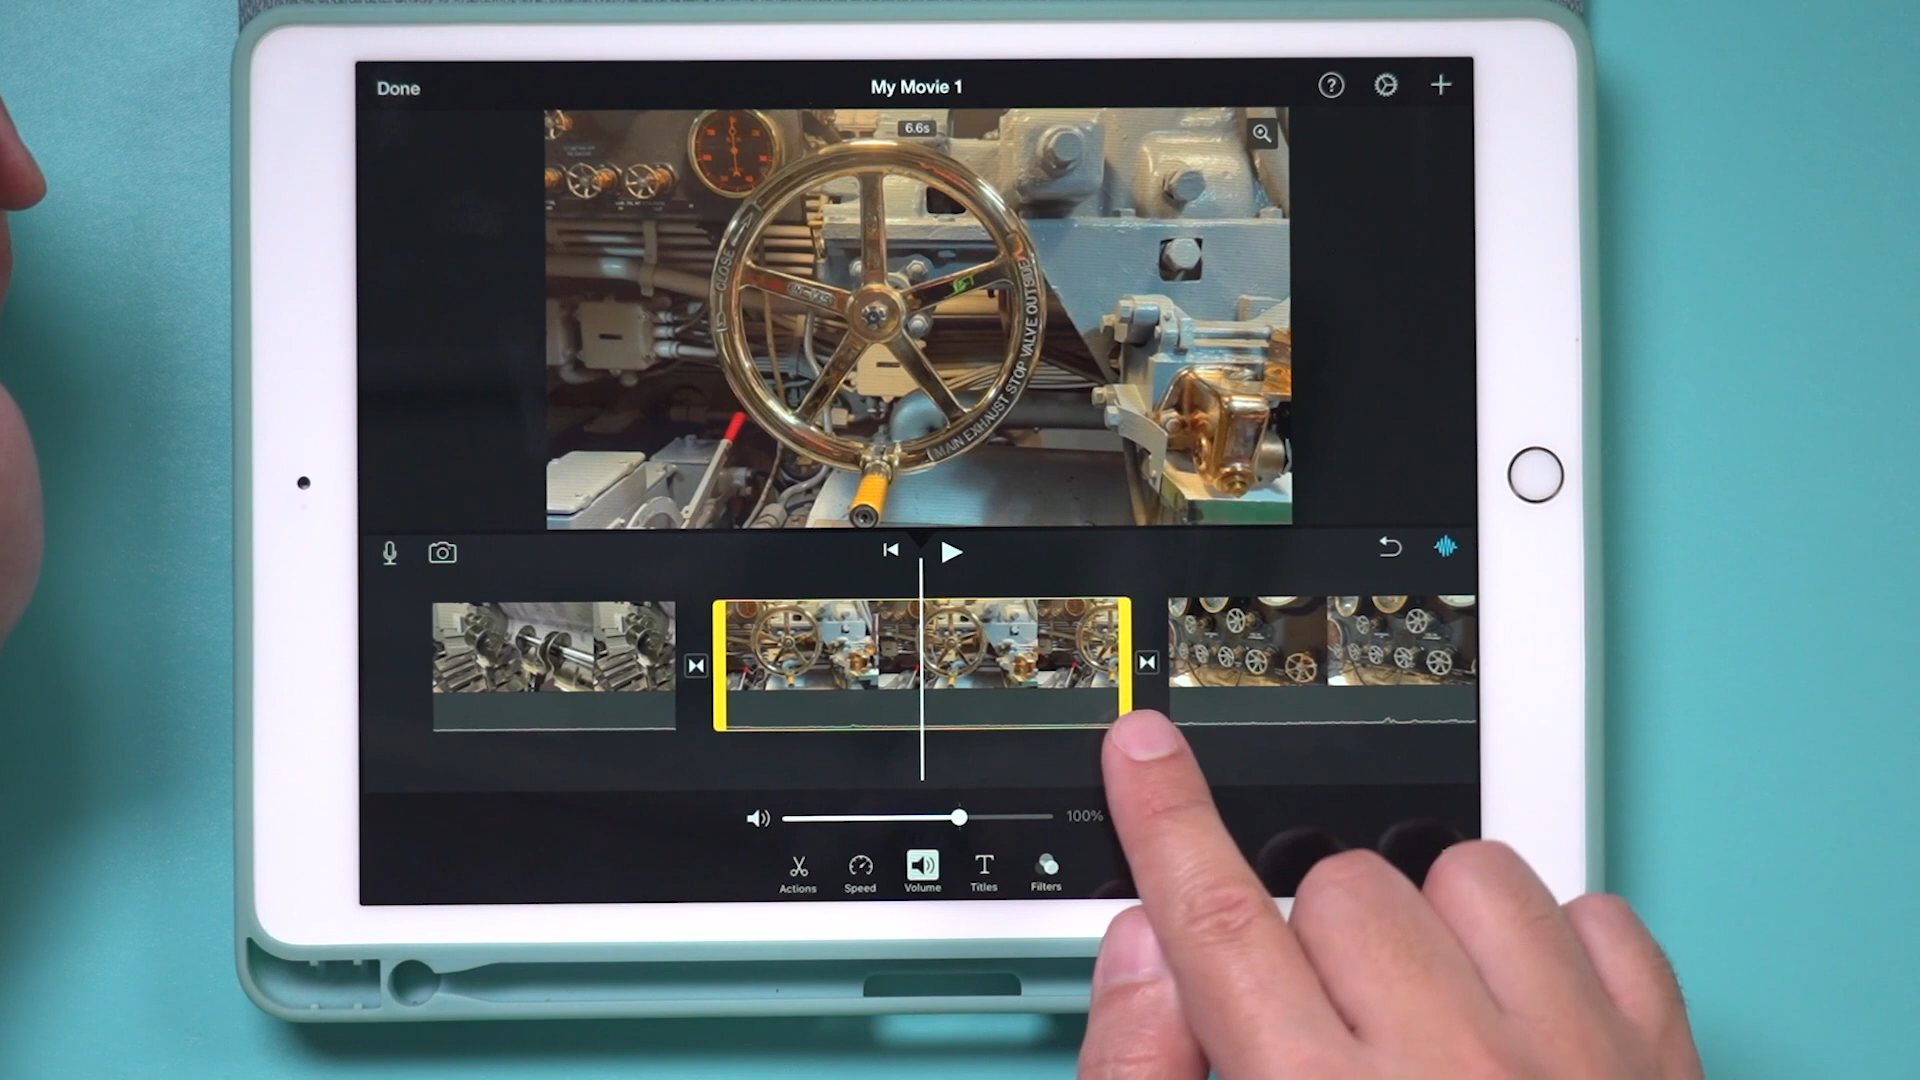 Done
My Movie 1
?
6.6s
CLOSE
MAIN EXHAUST STOP VALVE OUTSIDE
100%
Actions
Speed
Volume
T
Titles
Filters